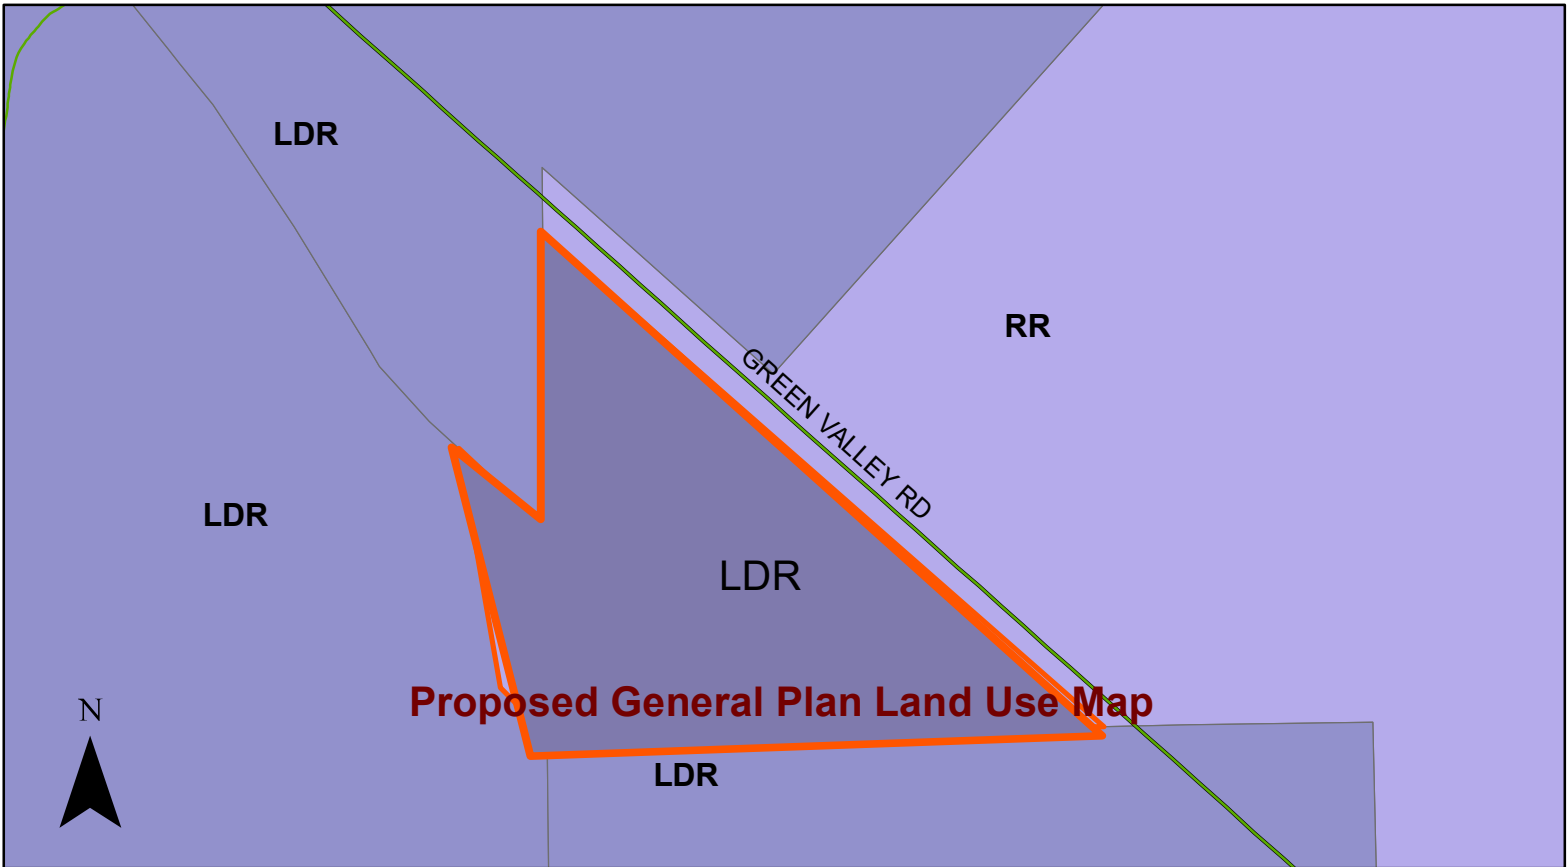 LDR
RR
GREEN VALLEY RD
LDR
LDR
Proposed General Plan Land Use Map
N
LDR